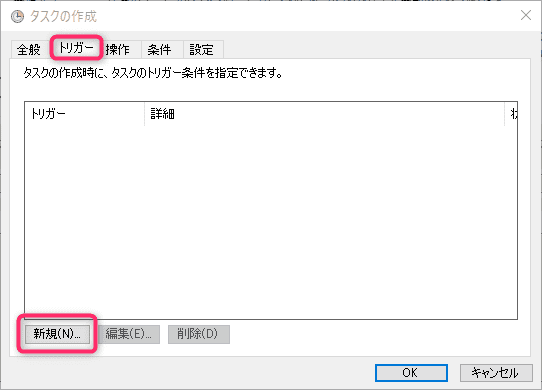 タスクの作成
全般 トリガー 操作 条件 設定
タスクの作成時に、タスクのトリガー条件を指定できます。
トリガー 詳細
新規(N)... 編集(E)... 削除(D)
OK キャンセル